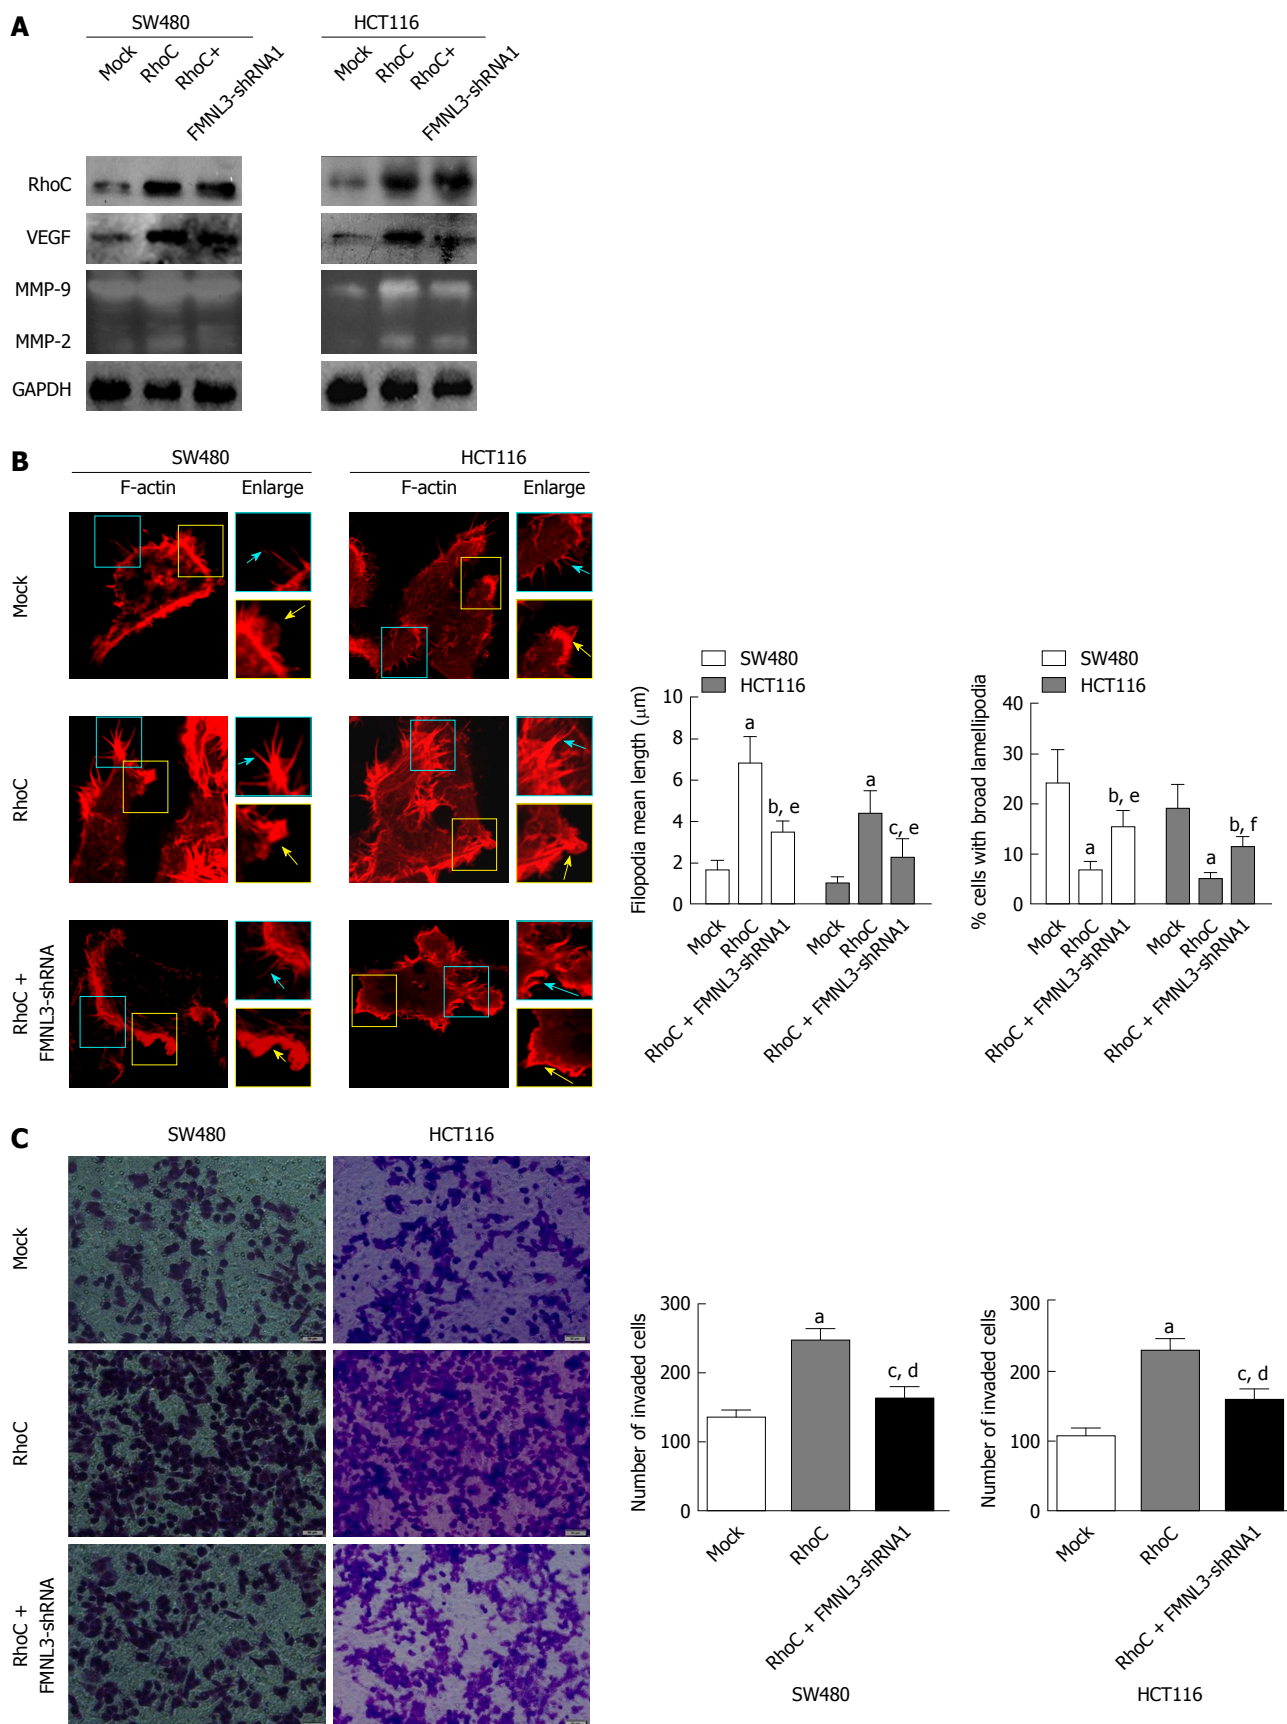 A
SW480
HCT116
Mock
RhoC
RhoC+
FMNL3-shRNA1
Mock
RhoC
RhoC+
FMNL3-shRNA1
RhoC
VEGF
MMP-9
MMP-2
GAPDH
B
SW480
HCT116
F-actin
Enlarge
F-actin
Enlarge
Mock
RhoC
RhoC +
FMNL3-shRNA
SW480
HCT116
Filopodia mean length (μm)
10
8
6
4
2
0
a
b, e
a
c, e
Mock
RhoC
RhoC + FMNL3-shRNA1
Mock
RhoC
RhoC + FMNL3-shRNA1
SW480
HCT116
% cells with broad lamellipodia
40
30
20
10
0
a
b, e
a
b, f
Mock
RhoC
RhoC + FMNL3-shRNA1
Mock
RhoC
RhoC + FMNL3-shRNA1
C
SW480
HCT116
Mock
RhoC
RhoC +
FMNL3-shRNA
Number of invaded cells
300
200
100
0
a
c, d
Mock
RhoC
RhoC + FMNL3-shRNA1
SW480
Number of invaded cells
300
200
100
0
a
c, d
Mock
RhoC
RhoC + FMNL3-shRNA1
HCT116